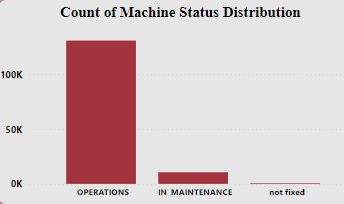 Count of Machine Status Distribution
100K
50K
0K
OPERATIONS IN MAINTENANCE not fixed